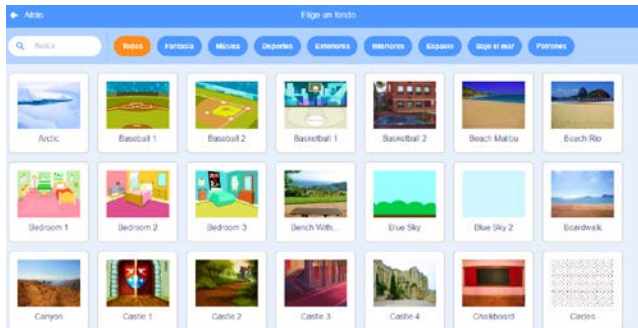 Atrás Elige un fondo
Busca Todos Fantasía Música Deportes Exteriores Interiores Espacio Bajo el mar Patrones
Arctic Baseball 1 Baseball 2 Basketball 1 Basketball 2 Beach Malibu Beach Rio
Bedroom 1 Bedroom 2 Bedroom 3 Bench With... Blue Sky Blue Sky 2 Boardwalk
Canyon Castle 1 Castle 2 Castle 3 Castle 4 Chalkboard Circles